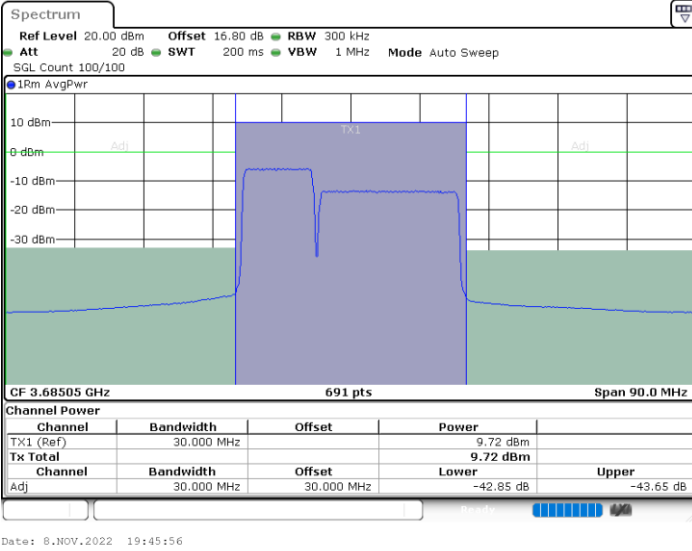 Spectrum
Ref Level 20.00 dBm Offset 16.80 dB RBW 300 kHz
Att 20 dB SWT 200 ms VBW 1 MHz Mode Auto Sweep
SGL Count 100/100
1Rm AvgPwr
10 dBm
TX1
Adj
Adj
0 dBm
-10 dBm
-20 dBm
-30 dBm
CF 3.68505 GHz 691 pts Span 90.0 MHz
Channel Power
Channel Bandwidth Offset Power
TX1 (Ref) 30.000 MHz 9.72 dBm
Tx Total 9.72 dBm
Channel Bandwidth Offset Lower Upper
Adj 30.000 MHz 30.000 MHz -42.85 dB -43.65 dB
Ready
Date: 8.NOV.2022 19:45:56